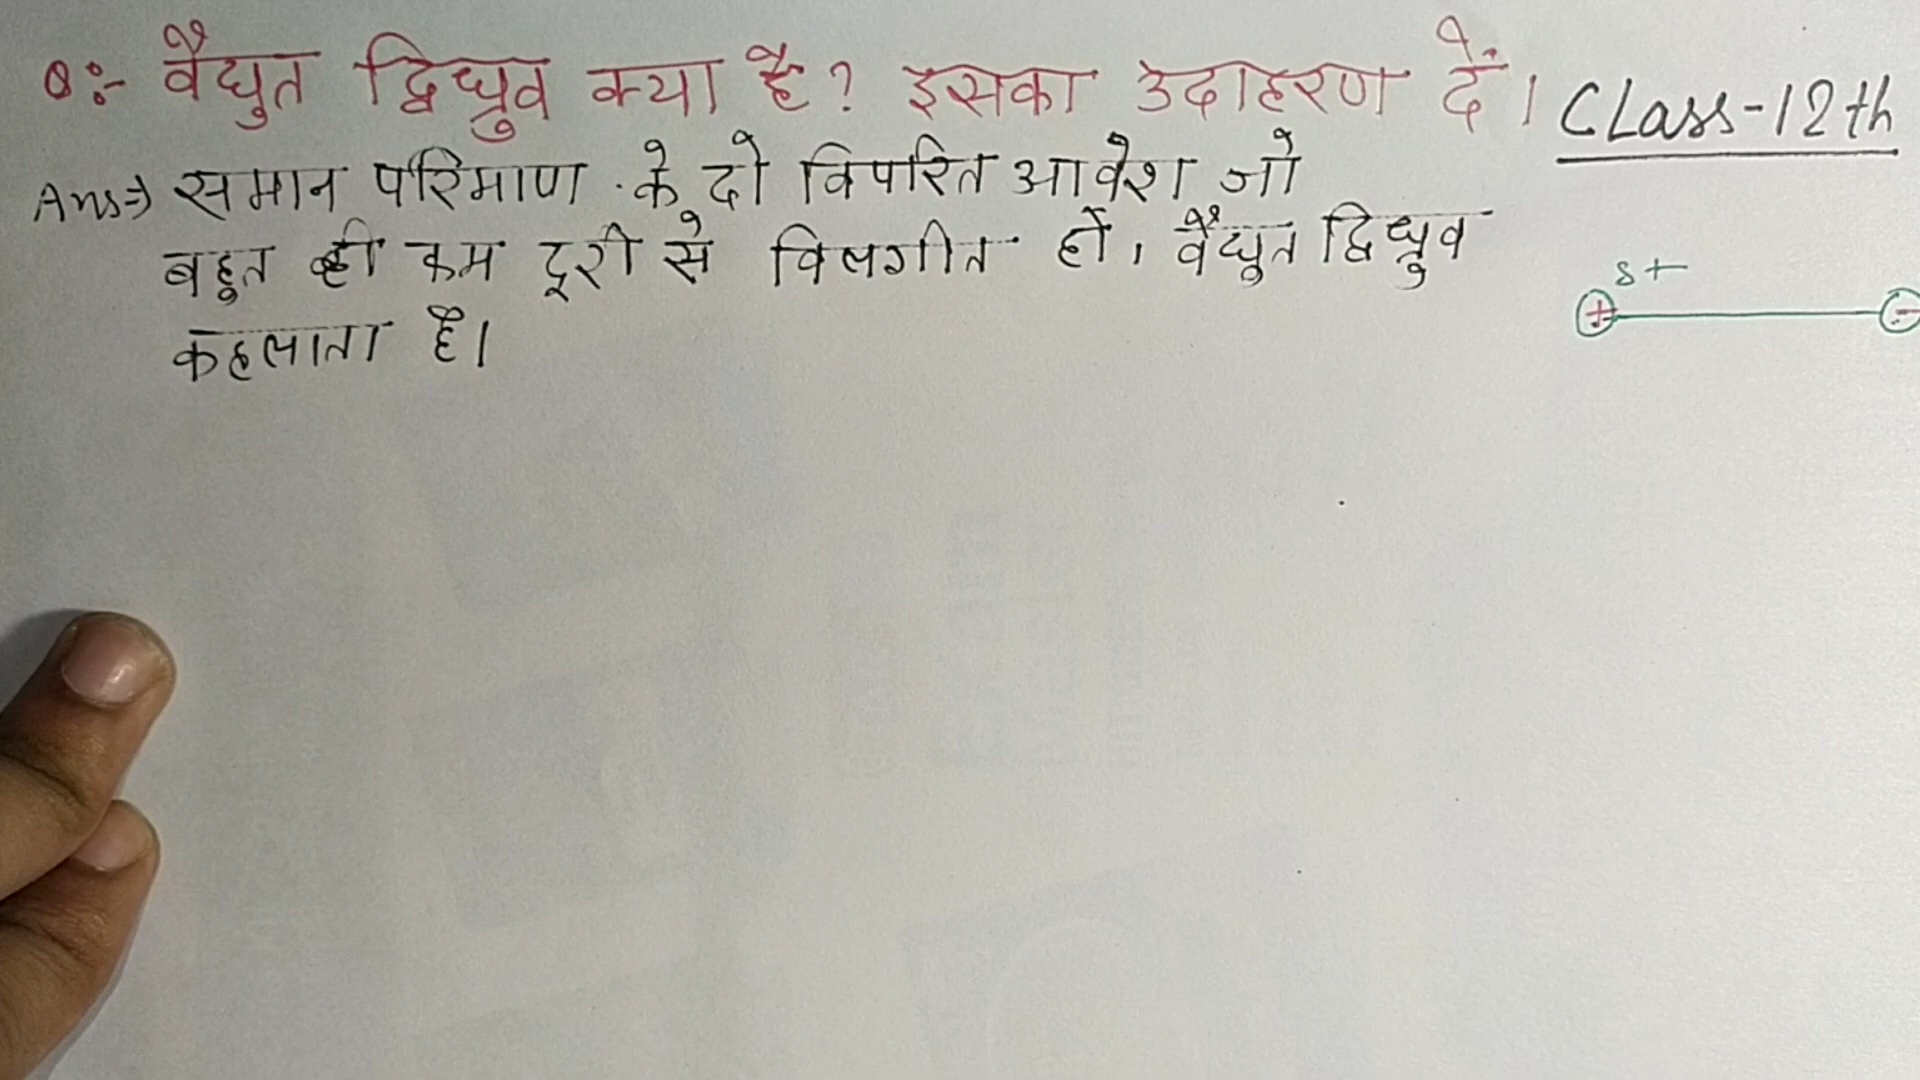 Q:- वैद्युत द्विध्रुव क्या है? इसका उदाहरण दें। Class-12th
Ans→ समान परिमाण के दो विपरित आवेश जो
बहुत ही कम दूरी से विलगीत हों, वैद्युत द्विध्रुव
कहलाता है।
δ+
+ -